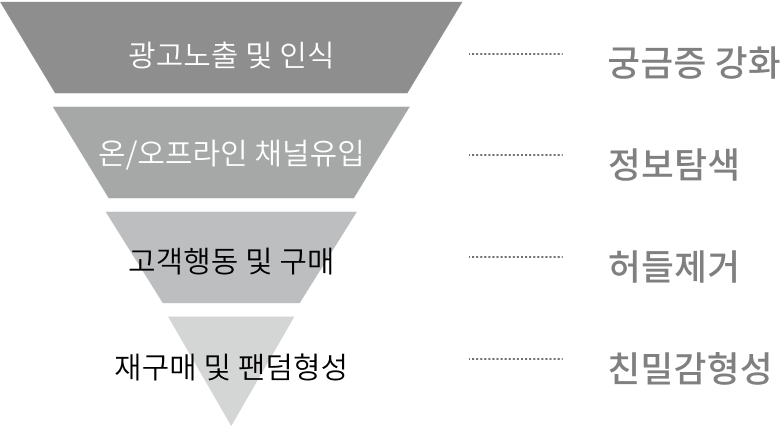 광고노출 및 인식
궁금증 강화
온/오프라인 채널유입
정보탐색
고객행동 및 구매
허들제거
재구매 및 팬덤형성
친밀감형성